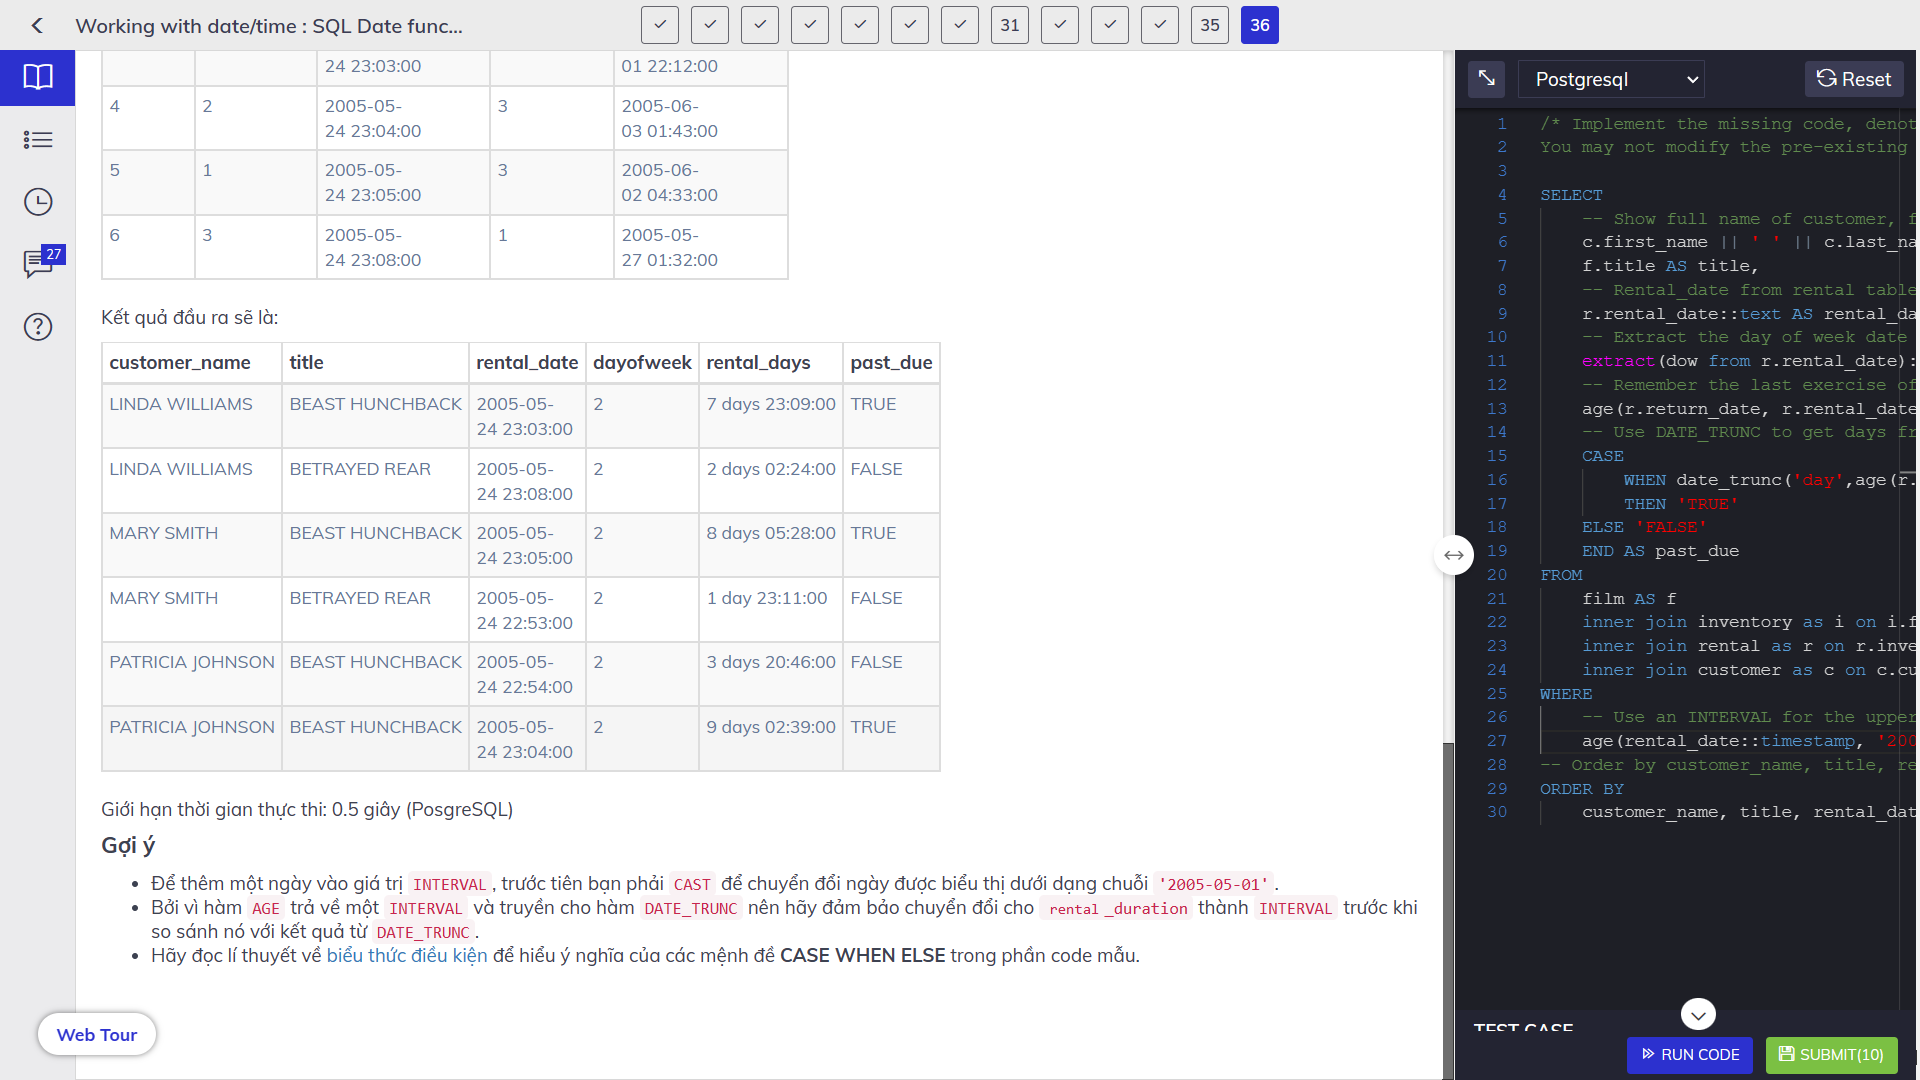 Working with date/time : SQL Date func...
31
35
36
27
24 23:03:00
01 22:12:00
4 2 2005-05- 3 2005-06-
24 23:04:00 03 01:43:00
5 1 2005-05- 3 2005-06-
24 23:05:00 02 04:33:00
6 3 2005-05- 1 2005-05-
24 23:08:00 27 01:32:00
Kết quả đầu ra sẽ là:
customer_name title rental_date dayofweek rental_days past_due
LINDA WILLIAMS BEAST HUNCHBACK 2005-05- 2 7 days 23:09:00 TRUE
24 23:03:00
LINDA WILLIAMS BETRAYED REAR 2005-05- 2 2 days 02:24:00 FALSE
24 23:08:00
MARY SMITH BEAST HUNCHBACK 2005-05- 2 8 days 05:28:00 TRUE
24 23:05:00
MARY SMITH BETRAYED REAR 2005-05- 2 1 day 23:11:00 FALSE
24 22:53:00
PATRICIA JOHNSON BEAST HUNCHBACK 2005-05- 2 3 days 20:46:00 FALSE
24 22:54:00
PATRICIA JOHNSON BEAST HUNCHBACK 2005-05- 2 9 days 02:39:00 TRUE
24 23:04:00
Giới hạn thời gian thực thi: 0.5 giây (PosgreSQL)
Gợi ý
• Để thêm một ngày vào giá trị INTERVAL, trước tiên bạn phải CAST để chuyển đổi ngày được biểu thị dưới dạng chuỗi '2005-05-01'.
• Bởi vì hàm AGE trả về một INTERVAL và truyền cho hàm DATE_TRUNC nên hãy đảm bảo chuyển đổi cho rental_duration thành INTERVAL trước khi
so sánh nó với kết quả từ DATE_TRUNC.
• Hãy đọc lí thuyết về biểu thức điều kiện để hiểu ý nghĩa của các mệnh đề CASE WHEN ELSE trong phần code mẫu.
Web Tour
Postgresql
Reset
1 /* Implement the missing code, denot
2 You may not modify the pre-existing
3
4 SELECT
5 -- Show full name of customer, f
6 c.first_name || ' ' || c.last_na
7 f.title AS title,
8 -- Rental_date from rental table
9 r.rental_date::text AS rental_da
10 -- Extract the day of week date
11 extract(dow from r.rental_date):
12 -- Remember the last exercise of
13 age(r.return_date, r.rental_date
14 -- Use DATE_TRUNC to get days fr
15 CASE
16 WHEN date_trunc('day',age(r.
17 THEN 'TRUE'
18 ELSE 'FALSE'
19 END AS past_due
20 FROM
21 film AS f
22 inner join inventory as i on i.f
23 inner join rental as r on r.inve
24 inner join customer as c on c.cu
25 WHERE
26 -- Use an INTERVAL for the upper
27 age(rental_date::timestamp, '200
28 -- Order by customer_name, title, re
29 ORDER BY
30 customer_name, title, rental_dat
TEST CASE
RUN CODE
SUBMIT(10)